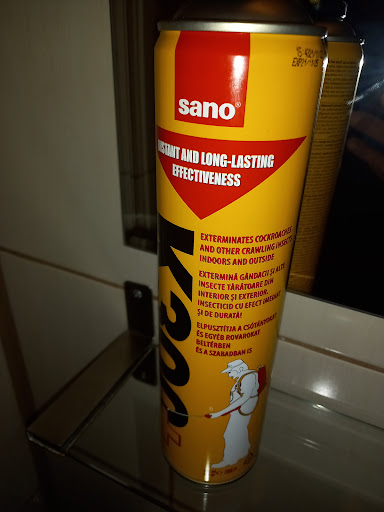 sano®
INSTANT AND LONG-LASTING
EFFECTIVENESS
K300
EXTERMINATES COCKROACHES
AND OTHER CRAWLING INSECTS
INDOORS AND OUTSIDE
EXTERMINĂ GÂNDACII ȘI ALTE
INSECTE TÂRÂTOARE DIN
INTERIOR ȘI EXTERIOR.
INSECTICID CU EFECT IMEDIAT
ȘI DE DURATĂ!
ELPUSZTÍTJA A CSÓTÁNYOKAT
ÉS EGYÉB ROVAROKAT
BELTÉRBEN
ÉS A SZABADBAN IS